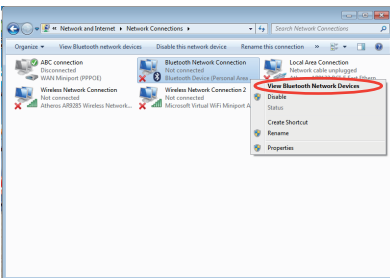 « Network and Internet ▸ Network Connections ▸
Search Network Connections
Organize ▾ View Bluetooth network devices Disable this network device Rename this connection »
ABC connection
Disconnected
WAN Miniport (PPPOE)
Bluetooth Network Connection
Not connected
Bluetooth Device (Personal Area ...
Local Area Connection
Network cable unplugged
Wireless Network Connection
Not connected
Atheros AR9285 Wireless Network...
Wireless Network Connection 2
Not connected
Microsoft Virtual WiFi Miniport A
View Bluetooth Network Devices
Disable
Status
Create Shortcut
Rename
Properties